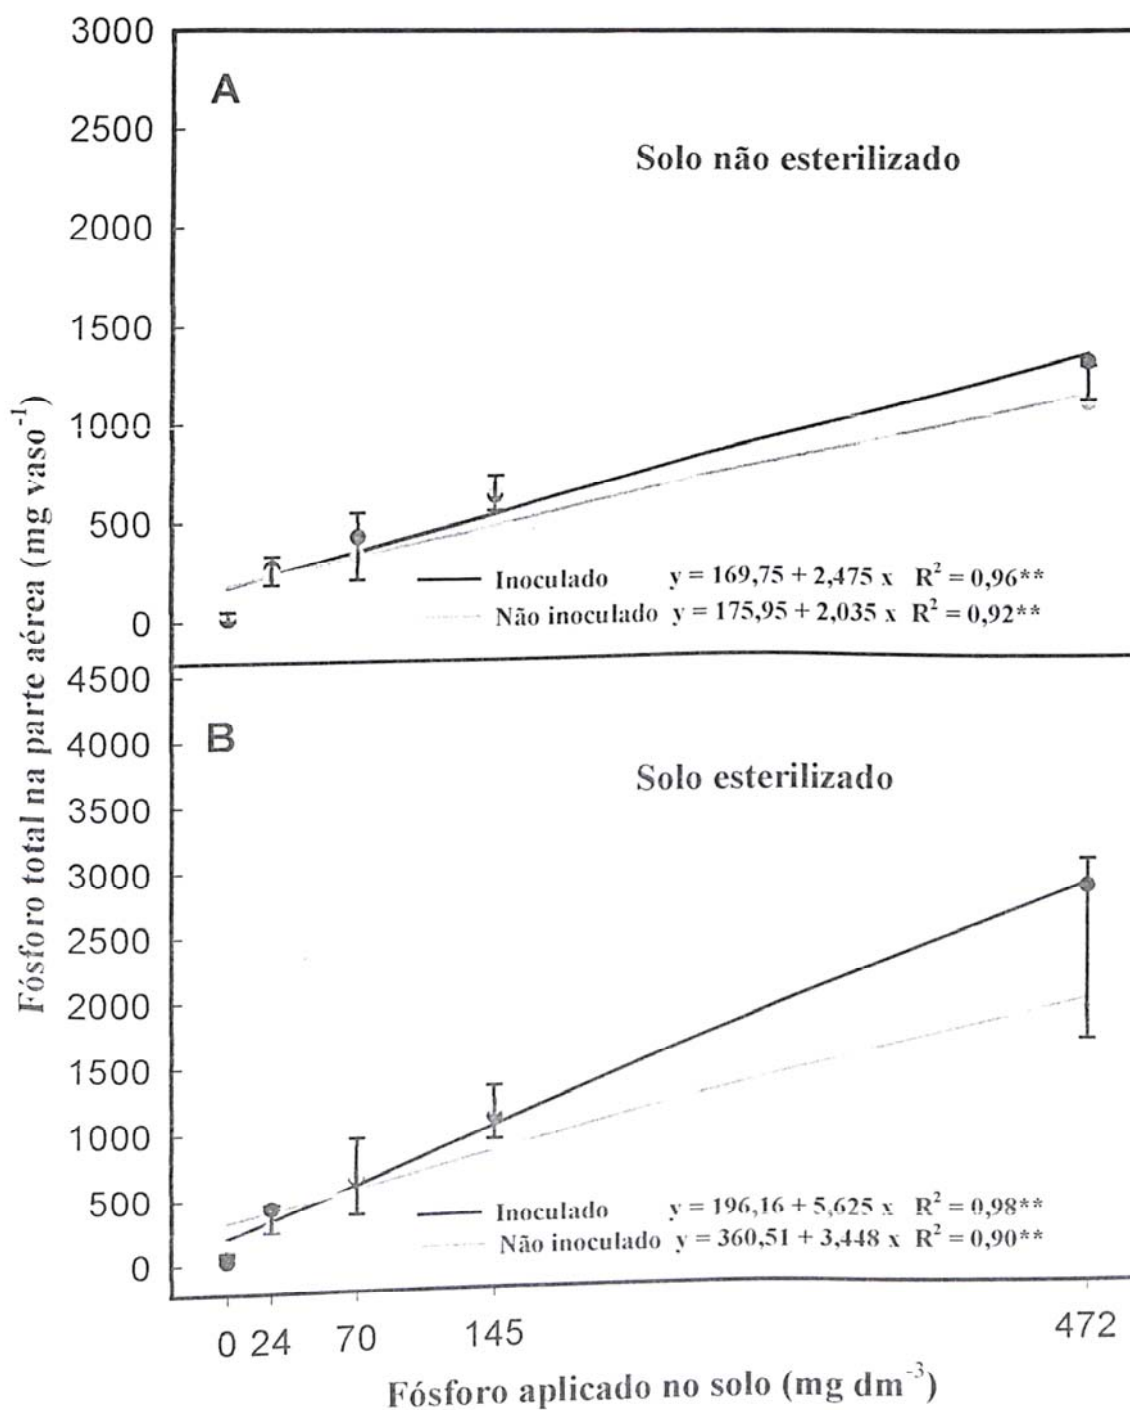 Fósforo total na parte aérea (mg vaso⁻¹)
3000
A
2500
Solo não esterilizado
2000
1500
1000
500
Inoculado y = 169,75 + 2,475 x R² = 0,96**
Não inoculado y = 175,95 + 2,035 x R² = 0,92**
0
4500
B
4000
Solo esterilizado
3500
3000
2500
2000
1500
1000
500
Inoculado y = 196,16 + 5,625 x R² = 0,98**
Não inoculado y = 360,51 + 3,448 x R² = 0,90**
0
0 24 70 145 472
Fósforo aplicado no solo (mg dm⁻³)